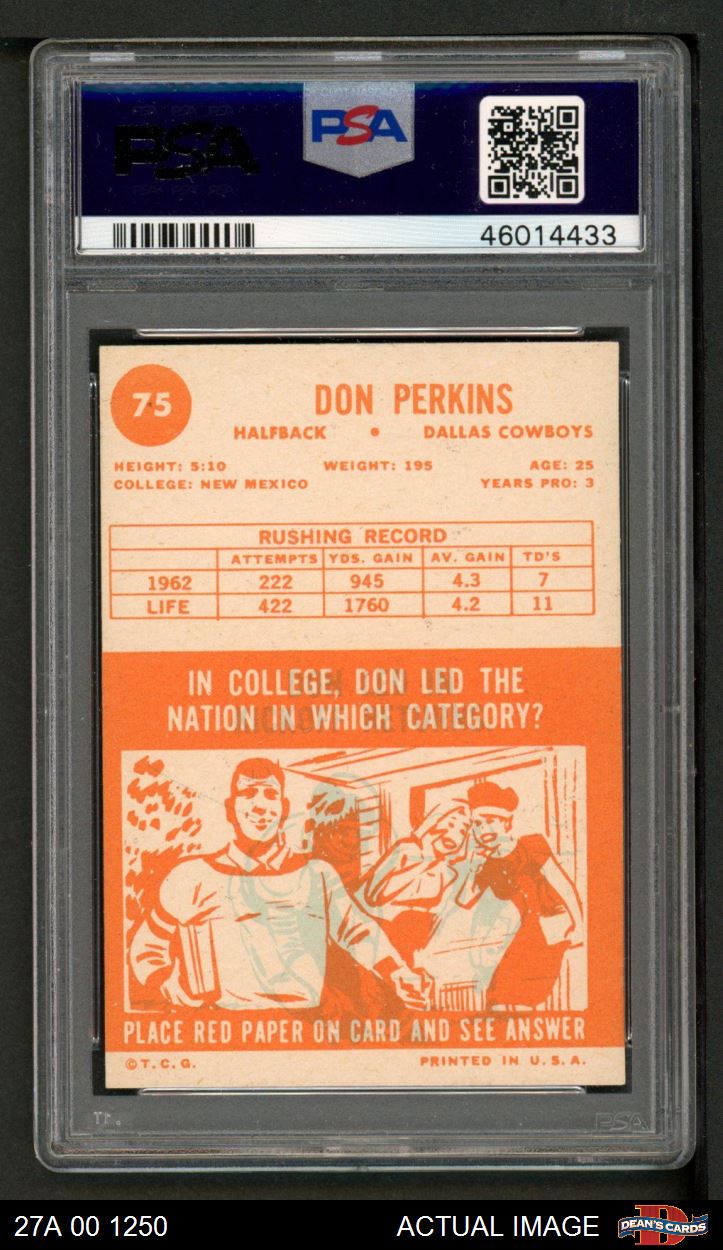 PSA
PSA
46014433
75
DON PERKINS
HALFBACK • DALLAS COWBOYS
HEIGHT: 5:10 WEIGHT: 195 AGE: 25
COLLEGE: NEW MEXICO YEARS PRO: 3
RUSHING RECORD
ATTEMPTS YDS. GAIN AV. GAIN TD'S
1962 222 945 4.3 7
LIFE 422 1760 4.2 11
IN COLLEGE, DON LED THE
NATION IN WHICH CATEGORY?
PLACE RED PAPER ON CARD AND SEE ANSWER
©T.C.G. PRINTED IN U.S.A.
PSA
27A 00 1250 ACTUAL IMAGE DEAN'S CARDS